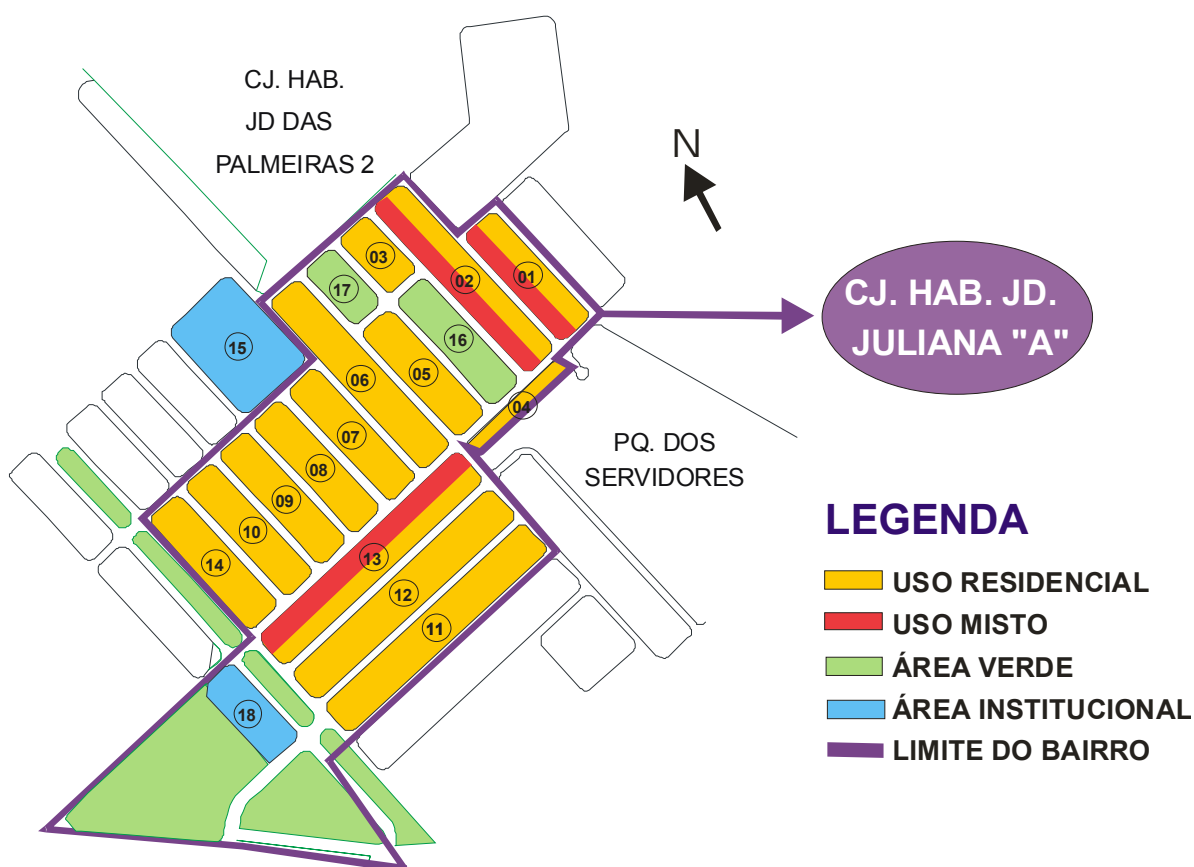 CJ. HAB.
JD DAS
PALMEIRAS 2
N
03
02
01
17
16
15
06
05
04
CJ. HAB. JD.
JULIANA "A"
07
08
09
10
14
PQ. DOS
SERVIDORES
13
12
11
18
LEGENDA
USO RESIDENCIAL
USO MISTO
ÁREA VERDE
ÁREA INSTITUCIONAL
LIMITE DO BAIRRO